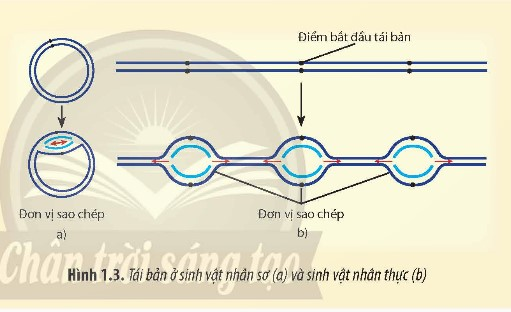 Điểm bắt đầu tái bản
Đơn vị sao chép
a)
Đơn vị sao chép
b)
Chân trời sáng tạo
Hình 1.3. Tái bản ở sinh vật nhân sơ (a) và sinh vật nhân thực (b)